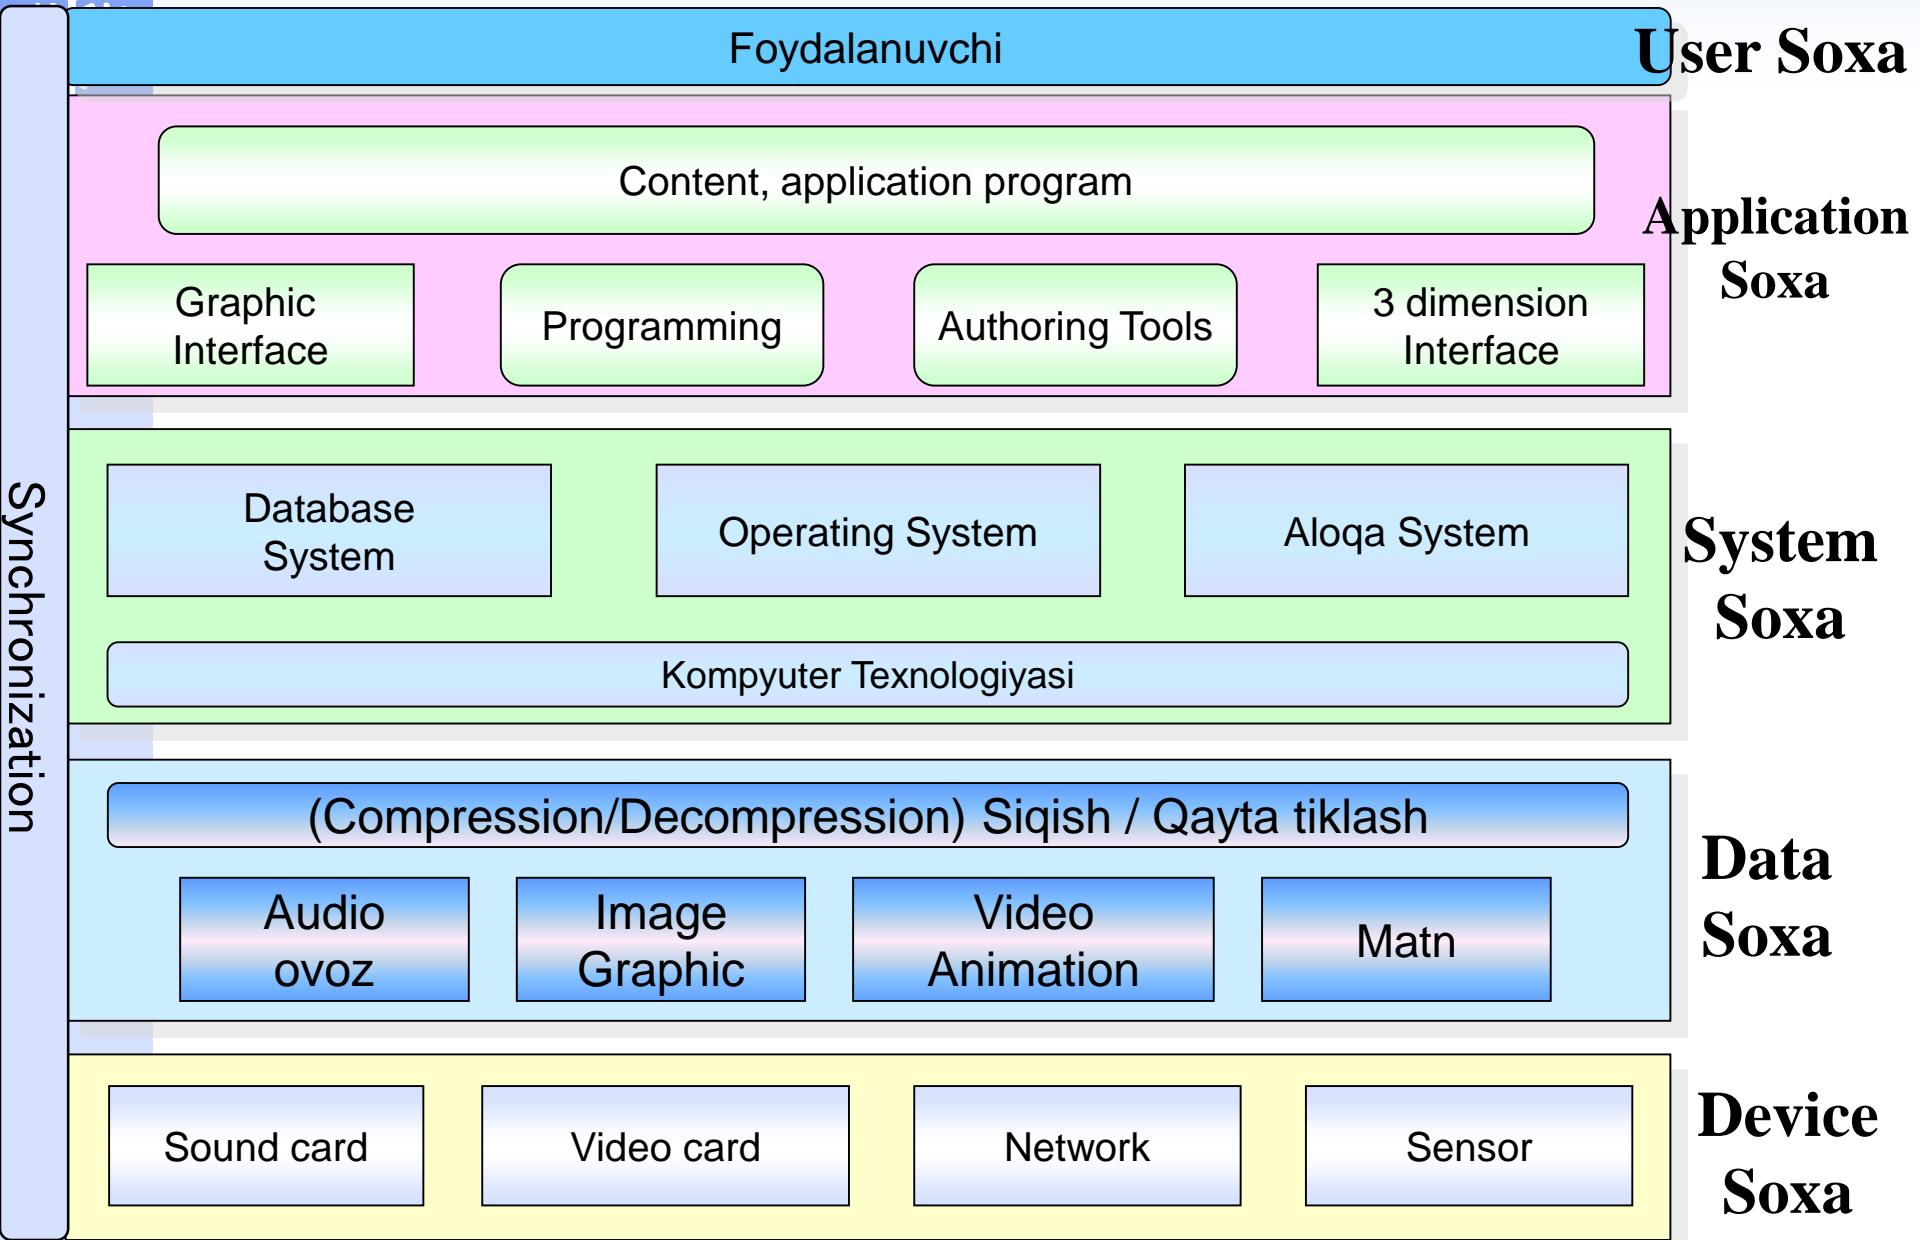 Foydalanuvchi
User Soxa
Content, application program
Application
Soxa
Graphic
Interface
Programming
Authoring Tools
3 dimension
Interface
Synchronization
Database
System
Operating System
Aloqa System
System
Soxa
Kompyuter Texnologiyasi
(Compression/Decompression) Siqish / Qayta tiklash
Data
Soxa
Audio
ovoz
Image
Graphic
Video
Animation
Matn
Sound card
Video card
Network
Sensor
Device
Soxa